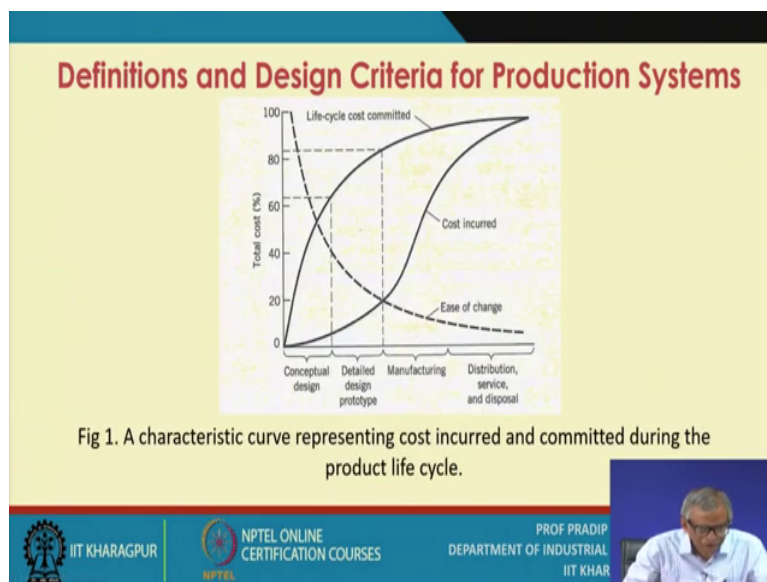 Definitions and Design Criteria for Production Systems
100
80
60
40
20
0
Total cost (%)
Life-cycle cost committed
Cost incurred
Ease of change
Conceptual
design
Detailed
design
prototype
Manufacturing
Distribution,
service,
and disposal
Fig 1. A characteristic curve representing cost incurred and committed during the
product life cycle.
IIT KHARAGPUR
NPTEL
NPTEL ONLINE
CERTIFICATION COURSES
PROF PRADIP
DEPARTMENT OF INDUSTRIAL
IIT KHAR